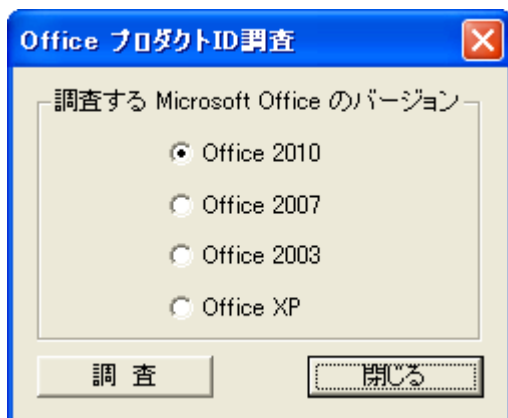 Office プロダクトID調査
調査する Microsoft Office のバージョン
Office 2010
Office 2007
Office 2003
Office XP
調 査
閉じる